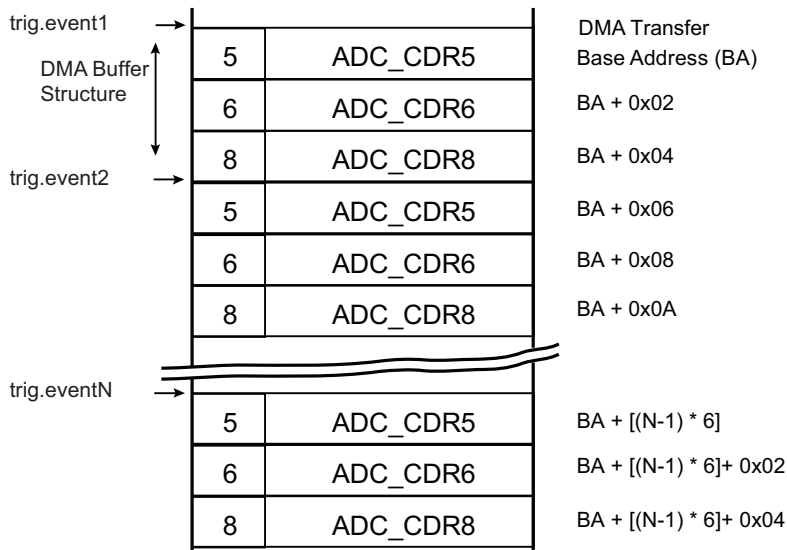 trig.event1
DMA Transfer
5 ADC_CDR5 Base Address (BA)
DMA Buffer
Structure
6 ADC_CDR6 BA + 0x02
8 ADC_CDR8 BA + 0x04
trig.event2
5 ADC_CDR5 BA + 0x06
6 ADC_CDR6 BA + 0x08
8 ADC_CDR8 BA + 0x0A
trig.eventN
5 ADC_CDR5 BA + [(N-1) * 6]
6 ADC_CDR6 BA + [(N-1) * 6]+ 0x02
8 ADC_CDR8 BA + [(N-1) * 6]+ 0x04